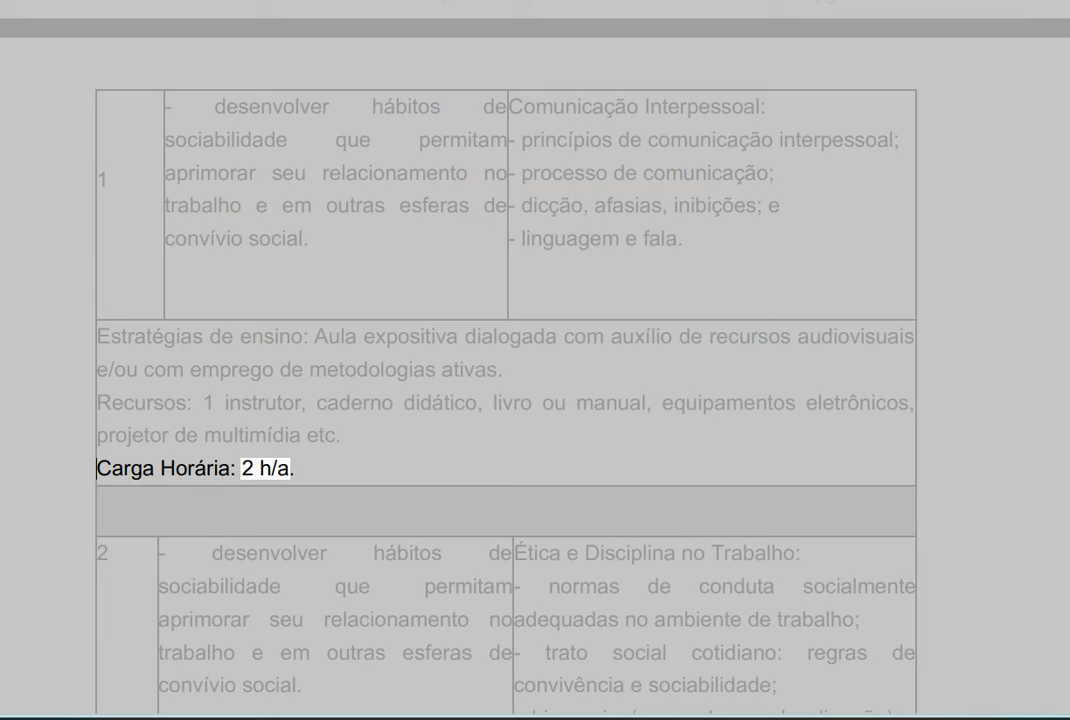 1
- desenvolver hábitos de
sociabilidade que permitam
aprimorar seu relacionamento no
trabalho e em outras esferas de
convívio social.
Comunicação Interpessoal:
- princípios de comunicação interpessoal;
- processo de comunicação;
- dicção, afasias, inibições; e
- linguagem e fala.
Estratégias de ensino: Aula expositiva dialogada com auxílio de recursos audiovisuais
e/ou com emprego de metodologias ativas.
Recursos: 1 instrutor, caderno didático, livro ou manual, equipamentos eletrônicos,
projetor de multimídia etc.
Carga Horária: 2 h/a.
2
- desenvolver hábitos de
sociabilidade que permitam
aprimorar seu relacionamento no
trabalho e em outras esferas de
convívio social.
Ética e Disciplina no Trabalho:
- normas de conduta socialmente
adequadas no ambiente de trabalho;
- trato social cotidiano: regras de
convivência e sociabilidade;